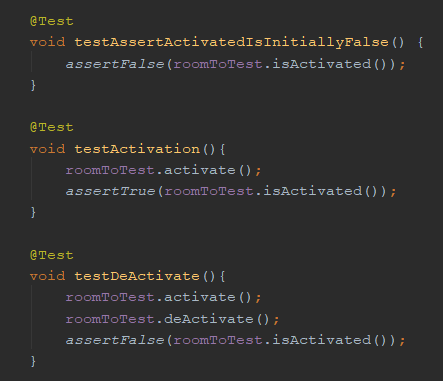 @Test
void testAssertActivatedIsInitiallyFalse() {
    assertFalse(roomToTest.isActivated());
}

@Test
void testActivation(){
    roomToTest.activate();
    assertTrue(roomToTest.isActivated());
}

@Test
void testDeActivate(){
    roomToTest.activate();
    roomToTest.deActivate();
    assertFalse(roomToTest.isActivated());
}